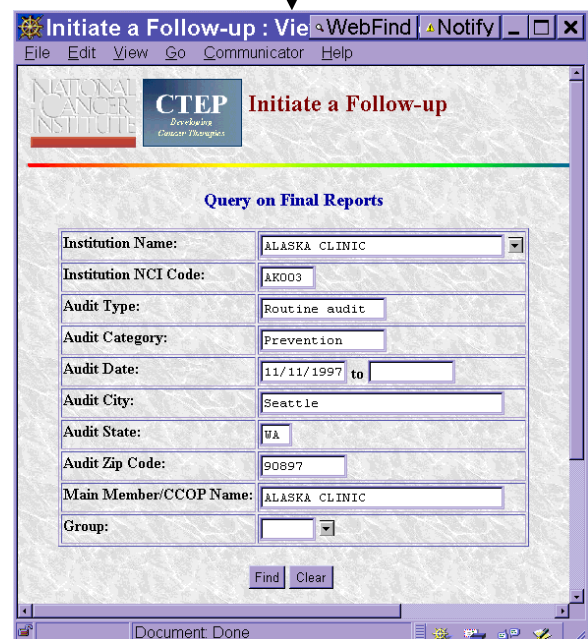 Initiate a Follow-up : Vie WebFind Notify
File Edit View Go Communicator Help
NATIONAL CANCER INSTITUTE
CTEP
Developing
Cancer Therapies
Initiate a Follow-up
Query on Final Reports
Institution Name: ALASKA CLINIC
Institution NCI Code: AK003
Audit Type: Routine audit
Audit Category: Prevention
Audit Date: 11/11/1997 to
Audit City: Seattle
Audit State: WA
Audit Zip Code: 90897
Main Member/CCOP Name: ALASKA CLINIC
Group:
Find Clear
Document: Done